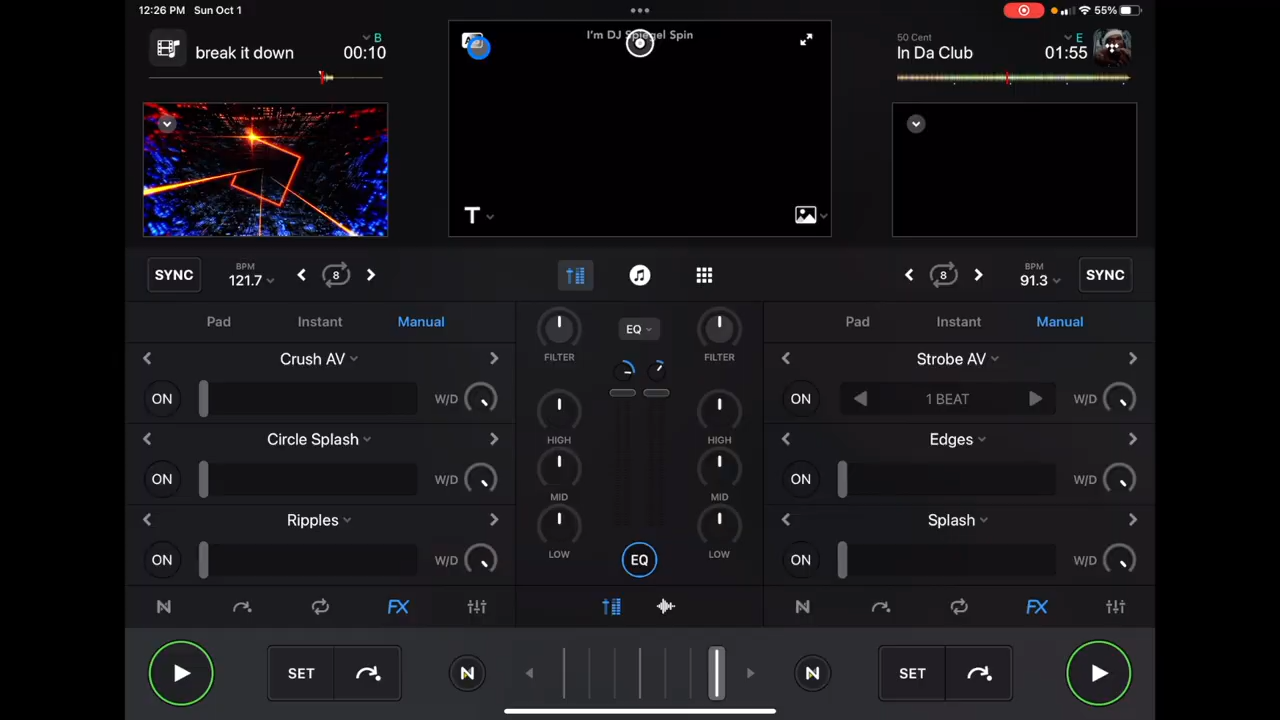 12:26 PM Sun Oct 1
55%
break it down
B
00:10
I'm DJ Spiegel Spin
50 Cent
In Da Club
E
01:55
T
SYNC
BPM
121.7
8
8
BPM
91.3
SYNC
Pad Instant Manual
Crush AV
ON W/D
Circle Splash
ON W/D
Ripples
ON W/D
FX
FILTER EQ FILTER
HIGH HIGH
MID MID
LOW EQ LOW
Pad Instant Manual
Strobe AV
ON 1 BEAT W/D
Edges
ON W/D
Splash
ON W/D
FX
SET
N
N
SET